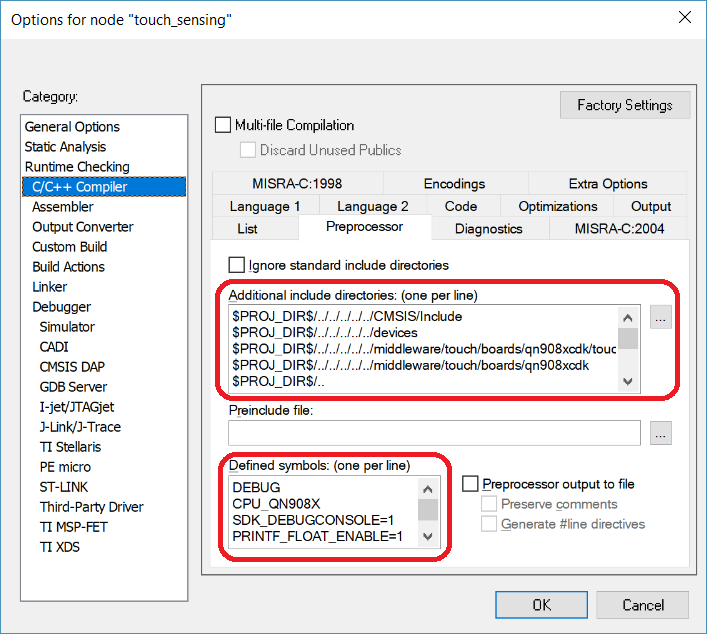 Options for node "touch_sensing"
Category:
General Options
Static Analysis
Runtime Checking
C/C++ Compiler
Assembler
Output Converter
Custom Build
Build Actions
Linker
Debugger
Simulator
CADI
CMSIS DAP
GDB Server
I-jet/JTAGjet
J-Link/J-Trace
TI Stellaris
PE micro
ST-LINK
Third-Party Driver
TI MSP-FET
TI XDS
Factory Settings
Multi-file Compilation
Discard Unused Publics
MISRA-C:1998 Encodings Extra Options
Language 1 Language 2 Code Optimizations Output
List Preprocessor Diagnostics MISRA-C:2004
Ignore standard include directories
Additional include directories: (one per line)
$PROJ_DIR$/../../../../../CMSIS/Include
$PROJ_DIR$/../../../../../devices
$PROJ_DIR$/../../../../../middleware/touch/boards/qn908xcdk/touc
$PROJ_DIR$/../../../../../middleware/touch/boards/qn908xcdk
$PROJ_DIR$/..
...
Preinclude file:
...
Defined symbols: (one per line)
DEBUG
CPU_QN908X
SDK_DEBUGCONSOLE=1
PRINTF_FLOAT_ENABLE=1
Preprocessor output to file
Preserve comments
Generate #line directives
OK Cancel